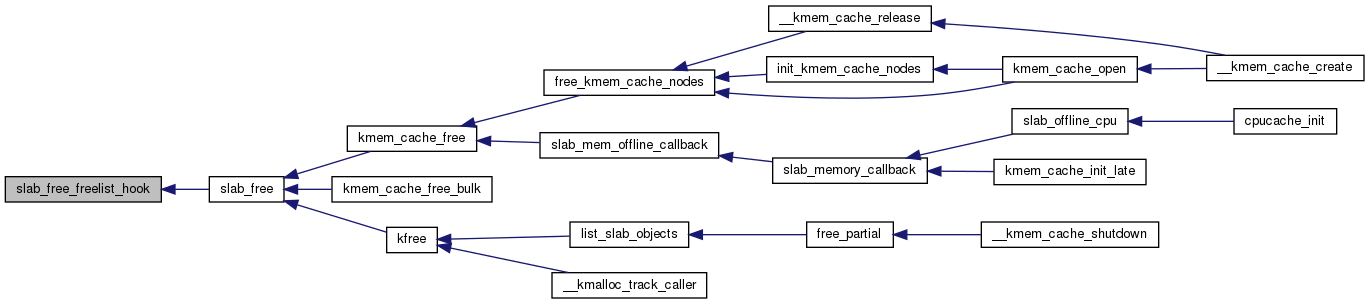 __kmem_cache_release
free_kmem_cache_nodes
init_kmem_cache_nodes
kmem_cache_open
__kmem_cache_create
kmem_cache_free
slab_mem_offline_callback
slab_offline_cpu
cpucache_init
slab_memory_callback
kmem_cache_init_late
slab_free_freelist_hook
slab_free
kmem_cache_free_bulk
kfree
list_slab_objects
free_partial
__kmem_cache_shutdown
__kmalloc_track_caller